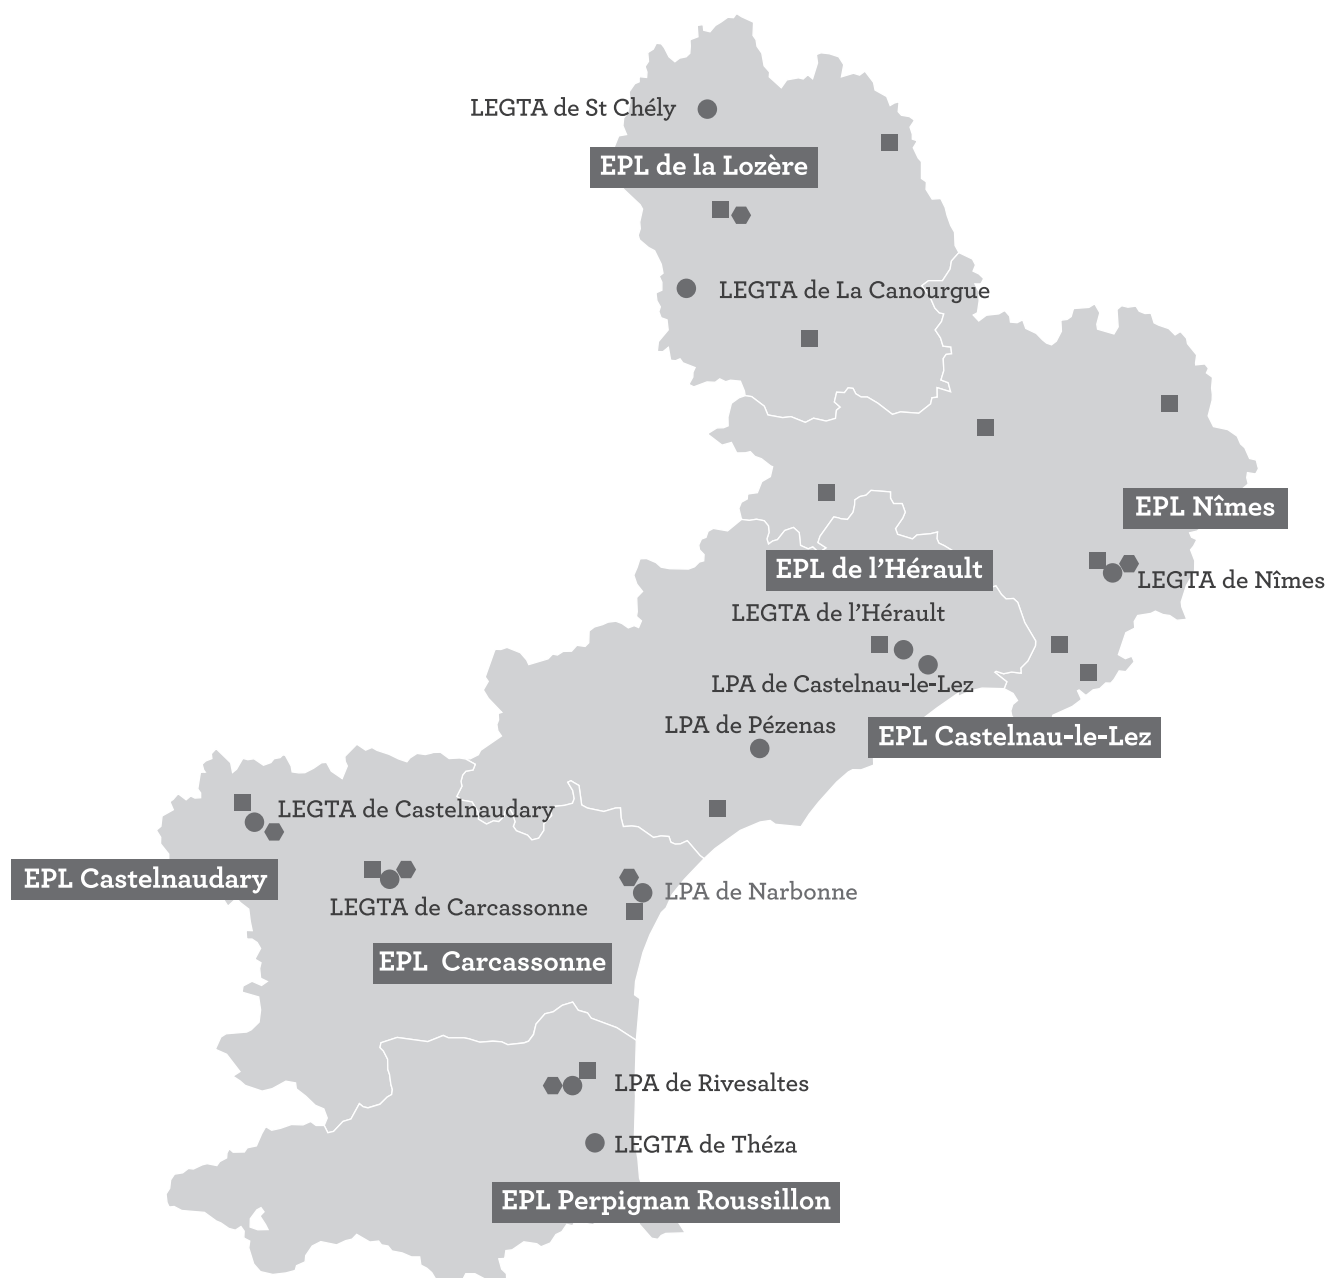 LEGTA de St Chély
EPL de la Lozère
LEGTA de La Canourgue
EPL Nîmes
EPL de l’Hérault
LEGTA de Nîmes
LEGTA de l’Hérault
LPA de Castelnau-le-Lez
LPA de Pézenas
EPL Castelnau-le-Lez
LEGTA de Castelnaudary
EPL Castelnaudary
LPA de Narbonne
LEGTA de Carcassonne
EPL Carcassonne
LPA de Rivesaltes
LEGTA de Théza
EPL Perpignan Roussillon